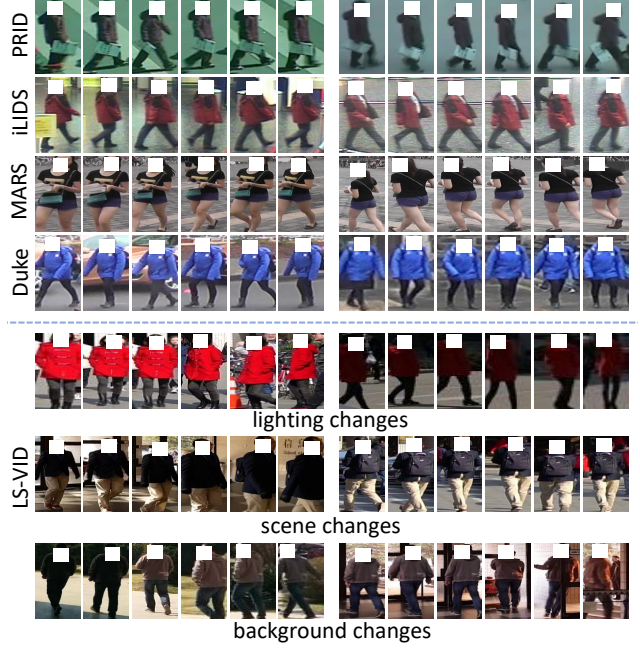 PRID
iLIDS
MARS
Duke
lighting changes
LS-VID
scene changes
background changes